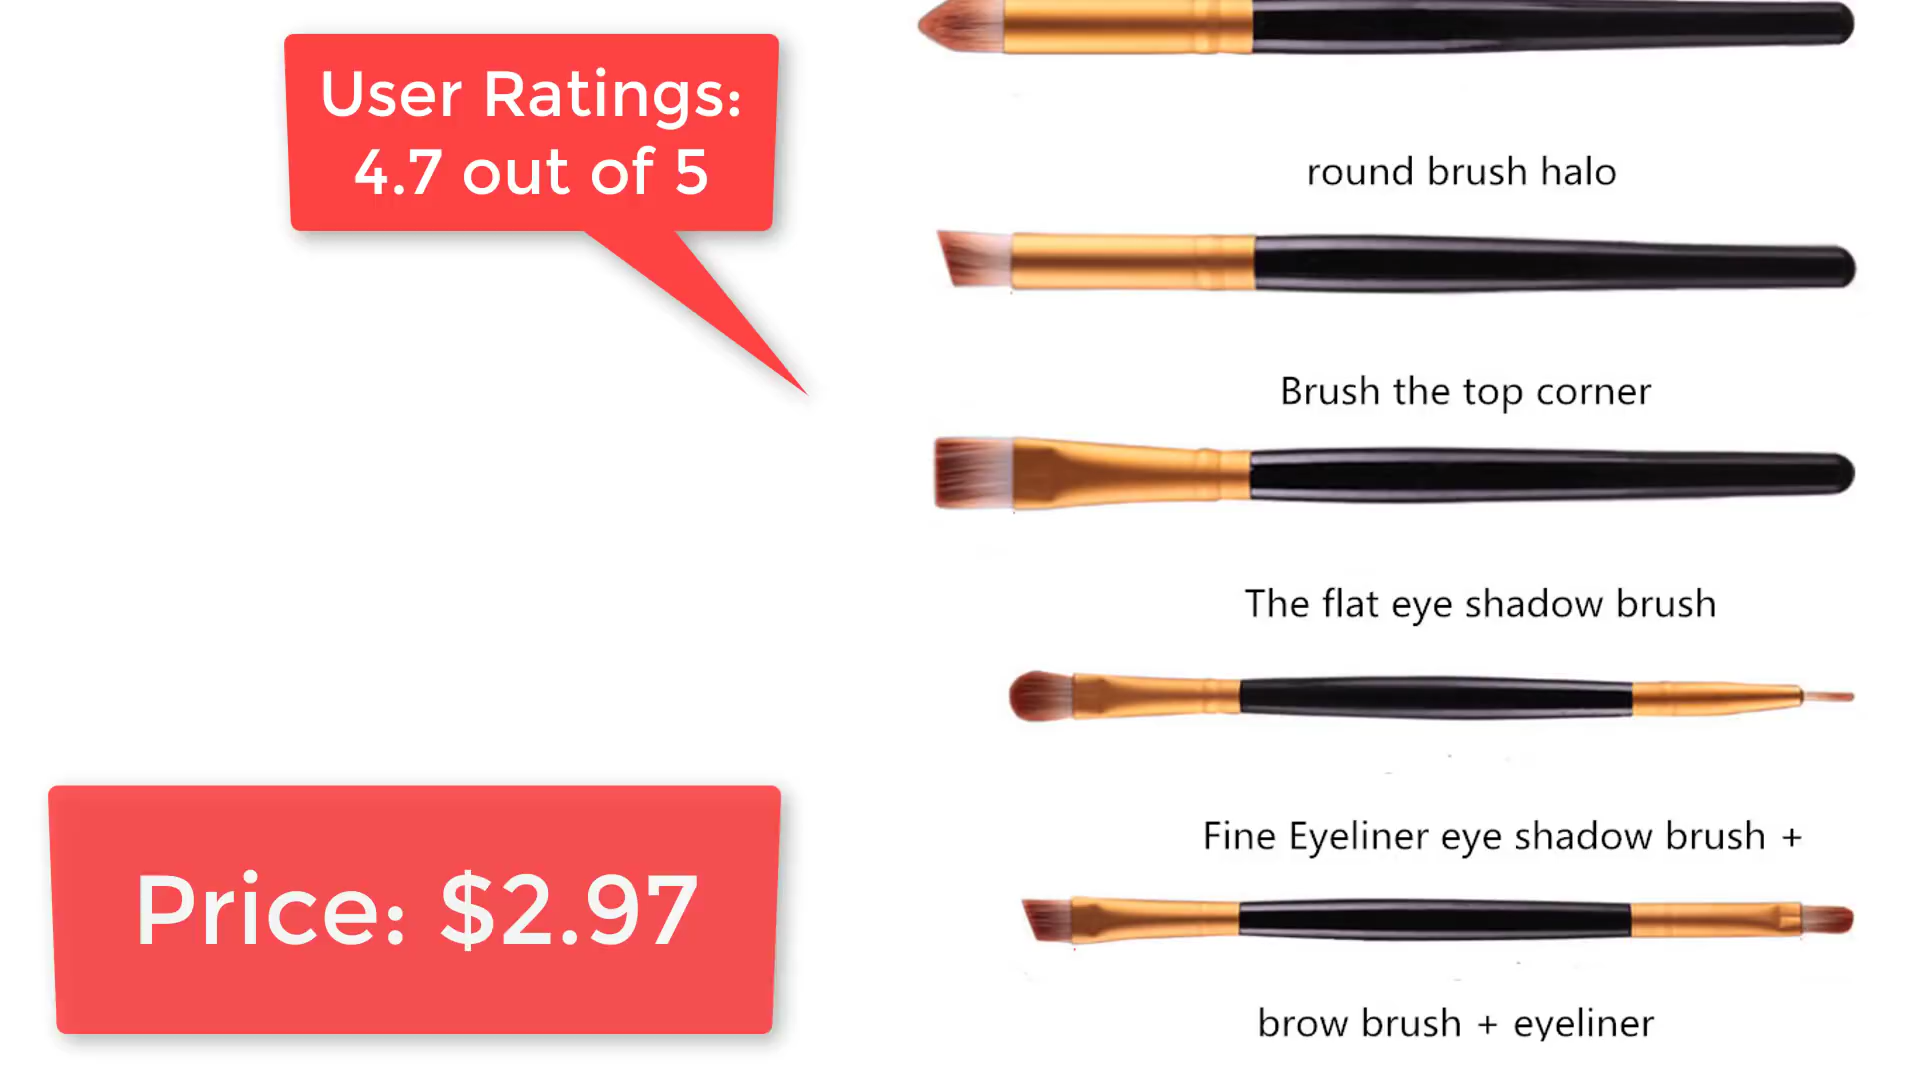 User Ratings:
4.7 out of 5
round brush halo
Brush the top corner
The flat eye shadow brush
Fine Eyeliner eye shadow brush +
brow brush + eyeliner
Price: $2.97